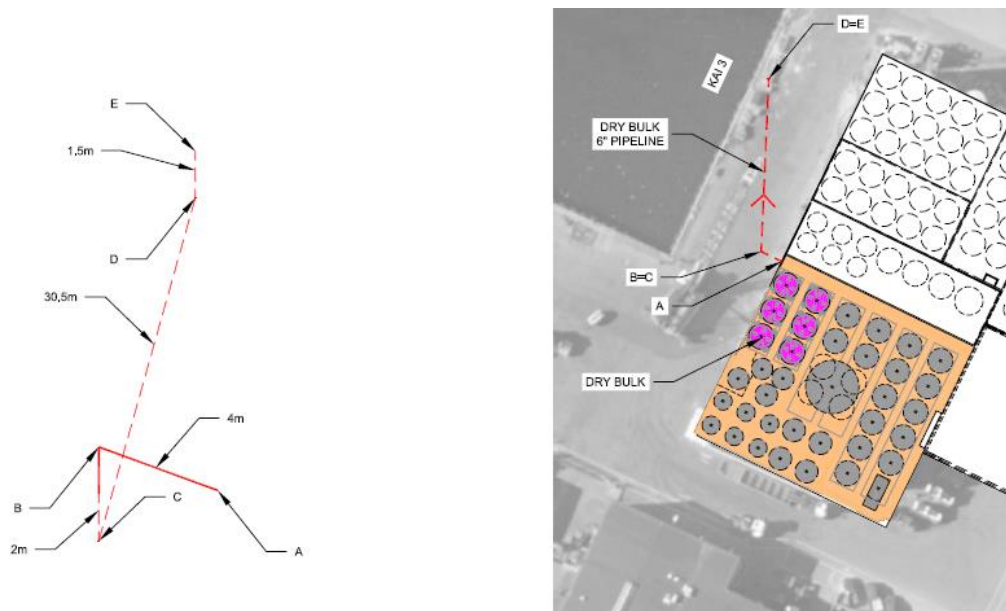 E
1,5m
D
30,5m
4m
B
C
2m
A
D=E
KAI 3
DRY BULK
6" PIPELINE
B=C
A
DRY BULK